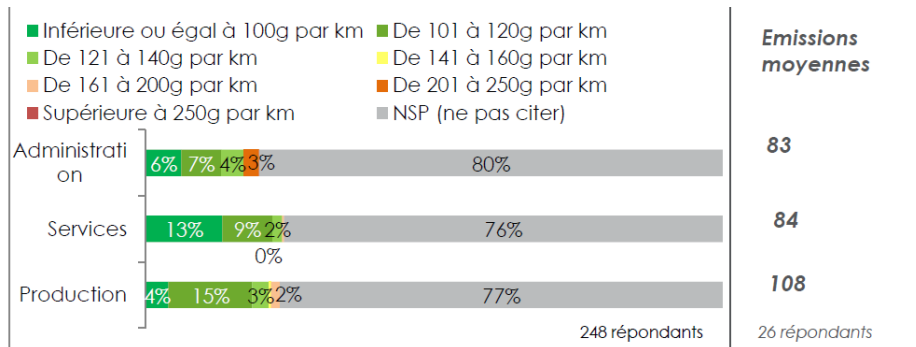 Inférieure ou égal à 100g par km De 101 à 120g par km
De 121 à 140g par km De 141 à 160g par km
De 161 à 200g par km De 201 à 250g par km
Supérieure à 250g par km NSP (ne pas citer)
Emissions
moyennes
Administrati
on
6% 7% 4% 3% 80%
83
Services
13% 9% 2% 76%
0%
84
Production
4% 15% 3% 2% 77%
108
248 répondants
26 répondants